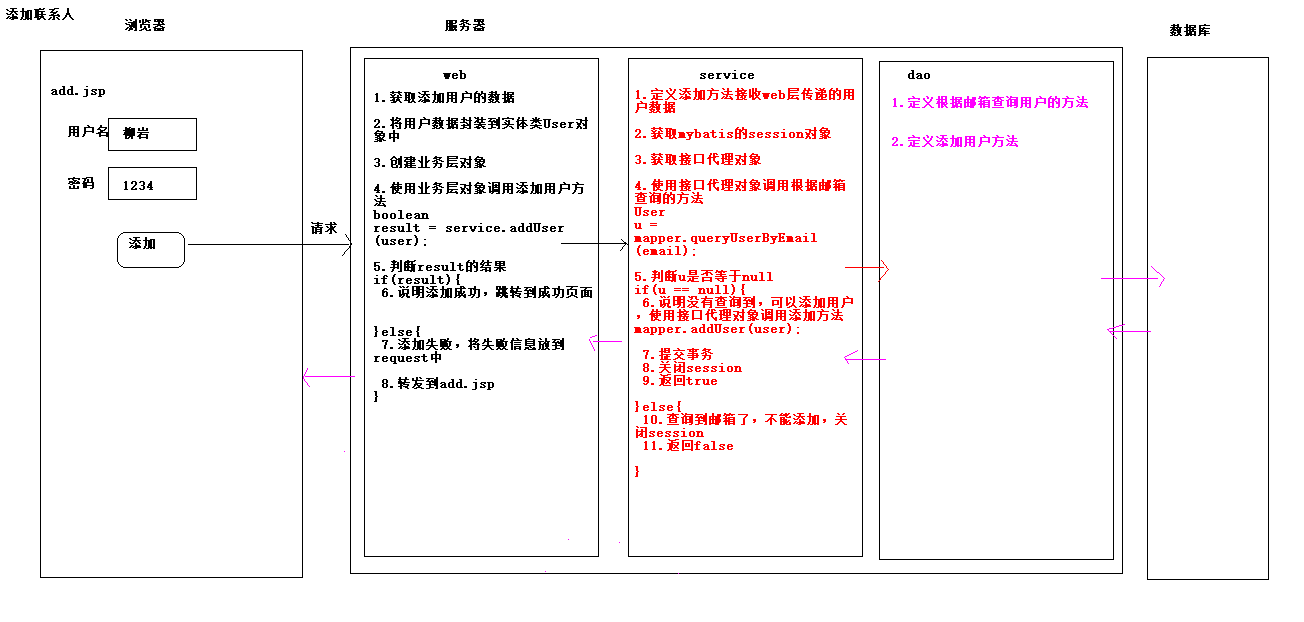 添加联系人
浏览器
服务器
数据库
add.jsp
用户名
柳岩
密码
1234
添加
请求
web
1.获取添加用户的数据
2.将用户数据封装到实体类User对
象中
3.创建业务层对象
4.使用业务层对象调用添加用户方
法
boolean
result = service.addUser
(user);
5.判断result的结果
if(result){
6.说明添加成功，跳转到成功页面
}else{
7.添加失败，将失败信息放到
request中
8.转发到add.jsp
}
service
1.定义添加方法接收web层传递的用
户数据
2.获取mybatis的session对象
3.获取接口代理对象
4.使用接口代理对象调用根据邮箱
查询的方法
User
u =
mapper.queryUserByEmail
(email);
5.判断u是否等于null
if(u == null){
6.说明没有查询到，可以添加用户
，使用接口代理对象调用添加方法
mapper.addUser(user);
7.提交事务
8.关闭session
9.返回true
}else{
10.查询到邮箱了，不能添加，关
闭session
11.返回false
}
dao
1.定义根据邮箱查询用户的方法
2.定义添加用户方法